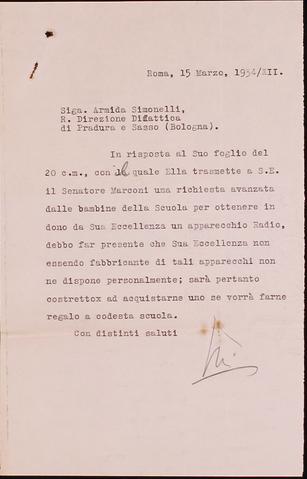 Roma, 15 Marzo, 1934/XII.
Siga. Armida Simonelli,
R. Direzione Didattica
di Pradura e Sasso (Bologna).
In risposta al Suo foglio del
20 c.m., con il quale Ella trasmette a S.E.
il Senatore Marconi una richiesta avanzata
dalle bambine della Scuola per ottenere in
dono da Sua Eccellenza un apparecchio Radio,
debbo far presente che Sua Eccellenza non
essendo fabbricante di tali apparecchi non
ne dispone personalmente; sarà pertanto
costrettox ad acquistarne uno se vorrà farne
regalo a codesta scuola.
Con distinti saluti